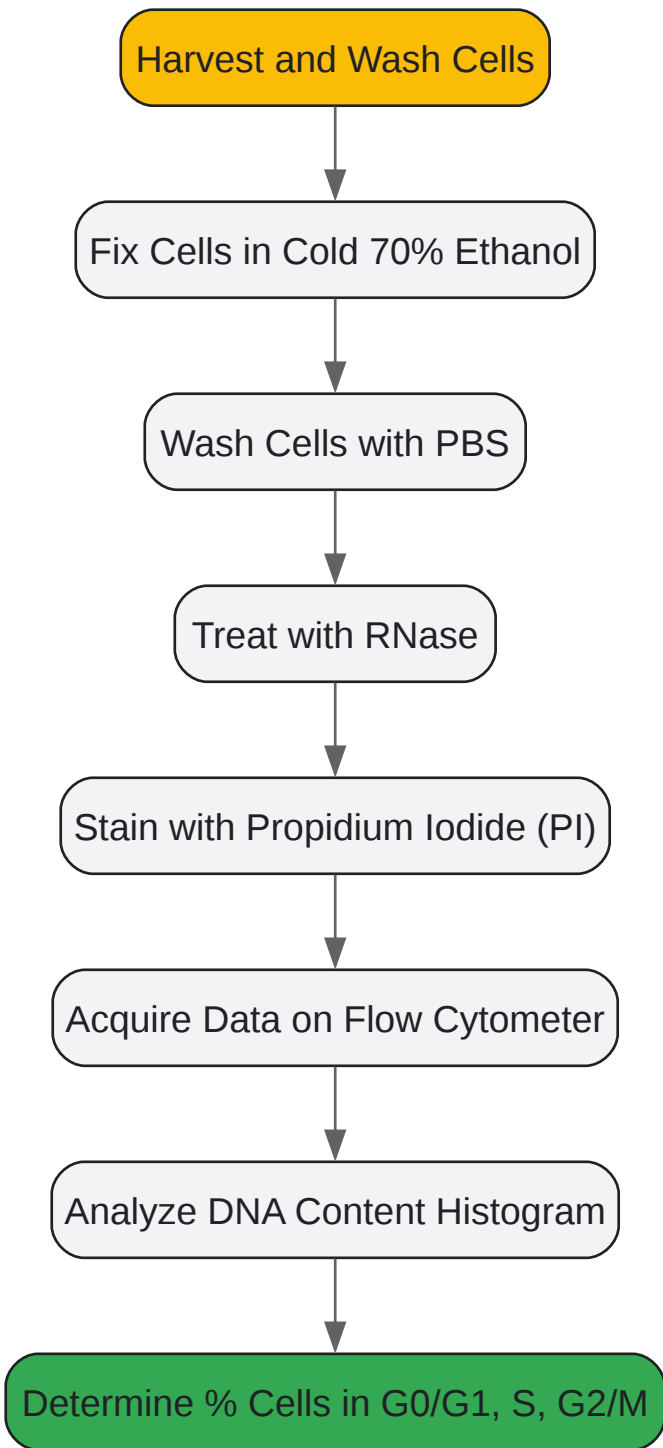 Harvest and Wash Cells
Fix Cells in Cold 70% Ethanol
Wash Cells with PBS
Treat with RNase
Stain with Propidium Iodide (PI)
Acquire Data on Flow Cytometer
Analyze DNA Content Histogram
Determine % Cells in G0/G1, S, G2/M